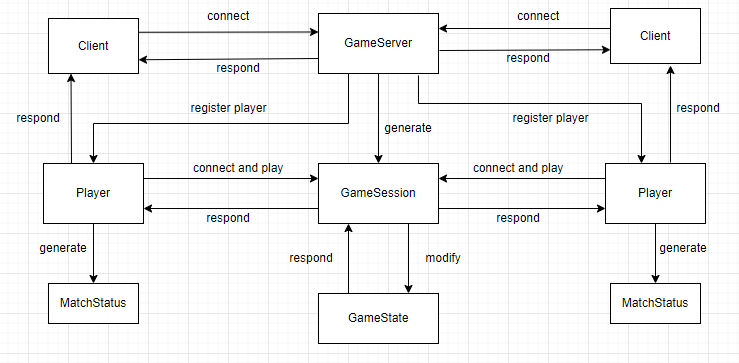 connect
connect
Client
GameServer
Client
respond
respond
respond
register player
generate
register player
respond
Player
connect and play
GameSession
connect and play
Player
respond
respond
generate
respond
modify
generate
MatchStatus
GameState
MatchStatus